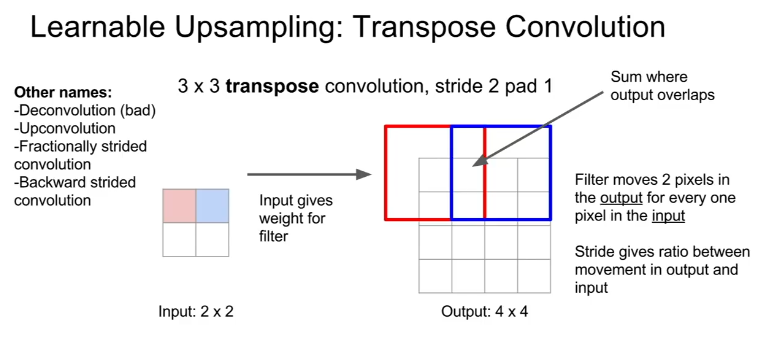 Learnable Upsampling: Transpose Convolution
Other names:
-Deconvolution (bad)
-Upconvolution
-Fractionally strided
convolution
-Backward strided
convolution
3 x 3 transpose convolution, stride 2 pad 1
Sum where
output overlaps
Input gives
weight for
filter
Filter moves 2 pixels in
the output for every one
pixel in the input
Stride gives ratio between
movement in output and
input
Input: 2 x 2
Output: 4 x 4